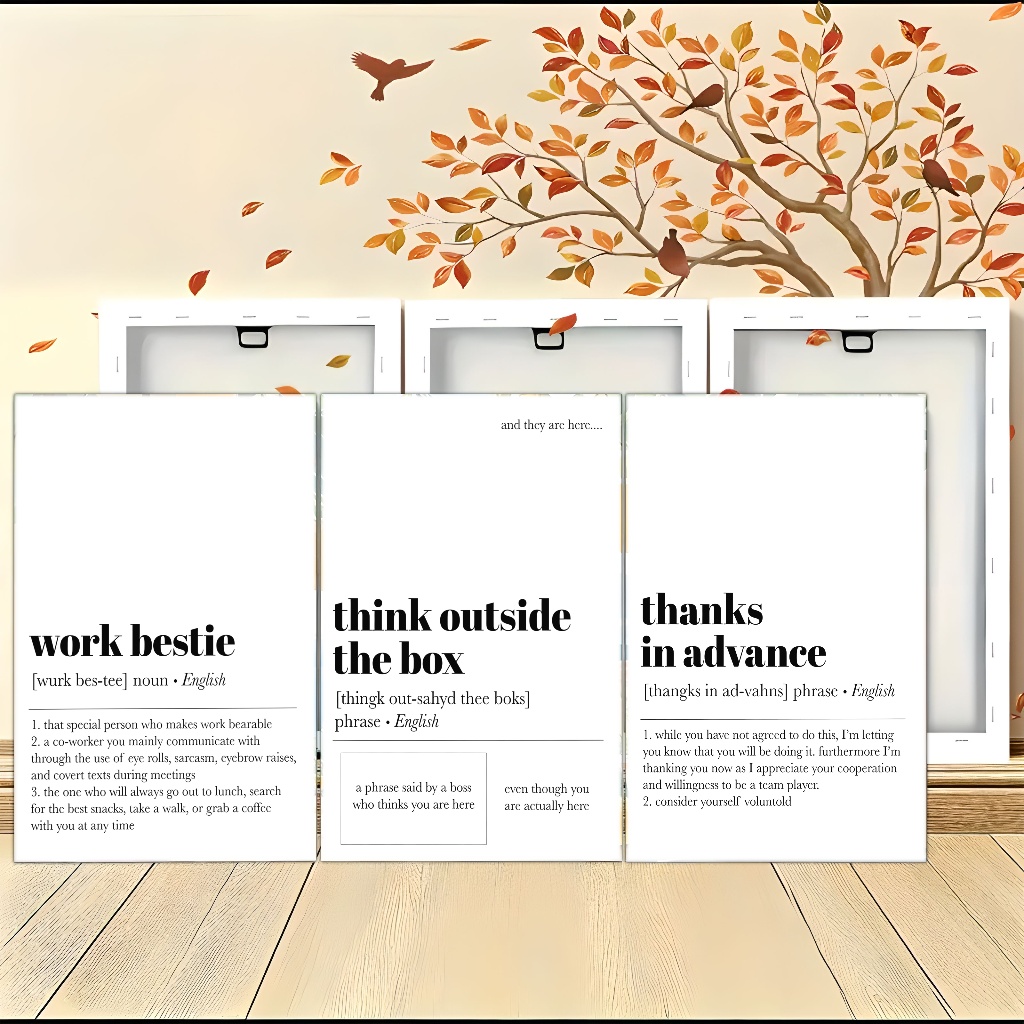 work bestie
[wurk bes-tee] noun • English
1. that special person who makes work bearable
2. a co-worker you mainly communicate with
through the use of eye rolls, sarcasm, eyebrow raises,
and covert texts during meetings
3. the one who will always go out to lunch, search
for the best snacks, take a walk, or grab a coffee
with you at any time
and they are here....
think outside
the box
[thingk out-sahyd thee boks]
phrase • English
a phrase said by a boss
who thinks you are here
even though you
are actually here
thanks
in advance
[thangks in ad-vahns] phrase • English
1. while you have not agreed to do this, I'm letting
you know that you will be doing it. furthermore I'm
thanking you now as I appreciate your cooperation
and willingness to be a team player.
2. consider yourself voluntold